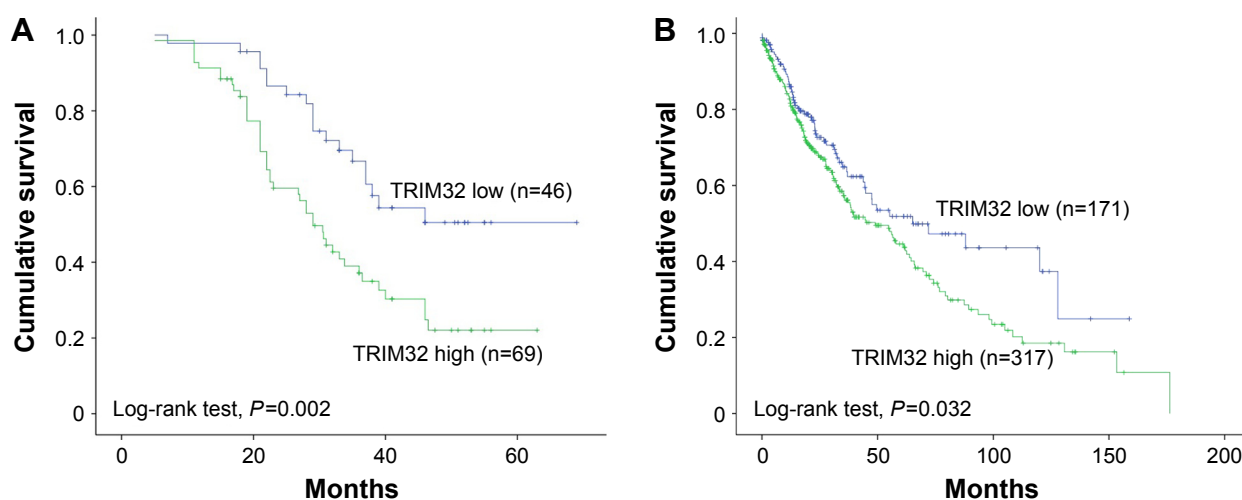 A
Cumulative survival
1.0
0.8
0.6
0.4
0.2
0
TRIM32 low (n=46)
TRIM32 high (n=69)
Log-rank test, P=0.002
0 20 40 60
Months
B
Cumulative survival
1.0
0.8
0.6
0.4
0.2
0
TRIM32 low (n=171)
TRIM32 high (n=317)
Log-rank test, P=0.032
0 50 100 150 200
Months